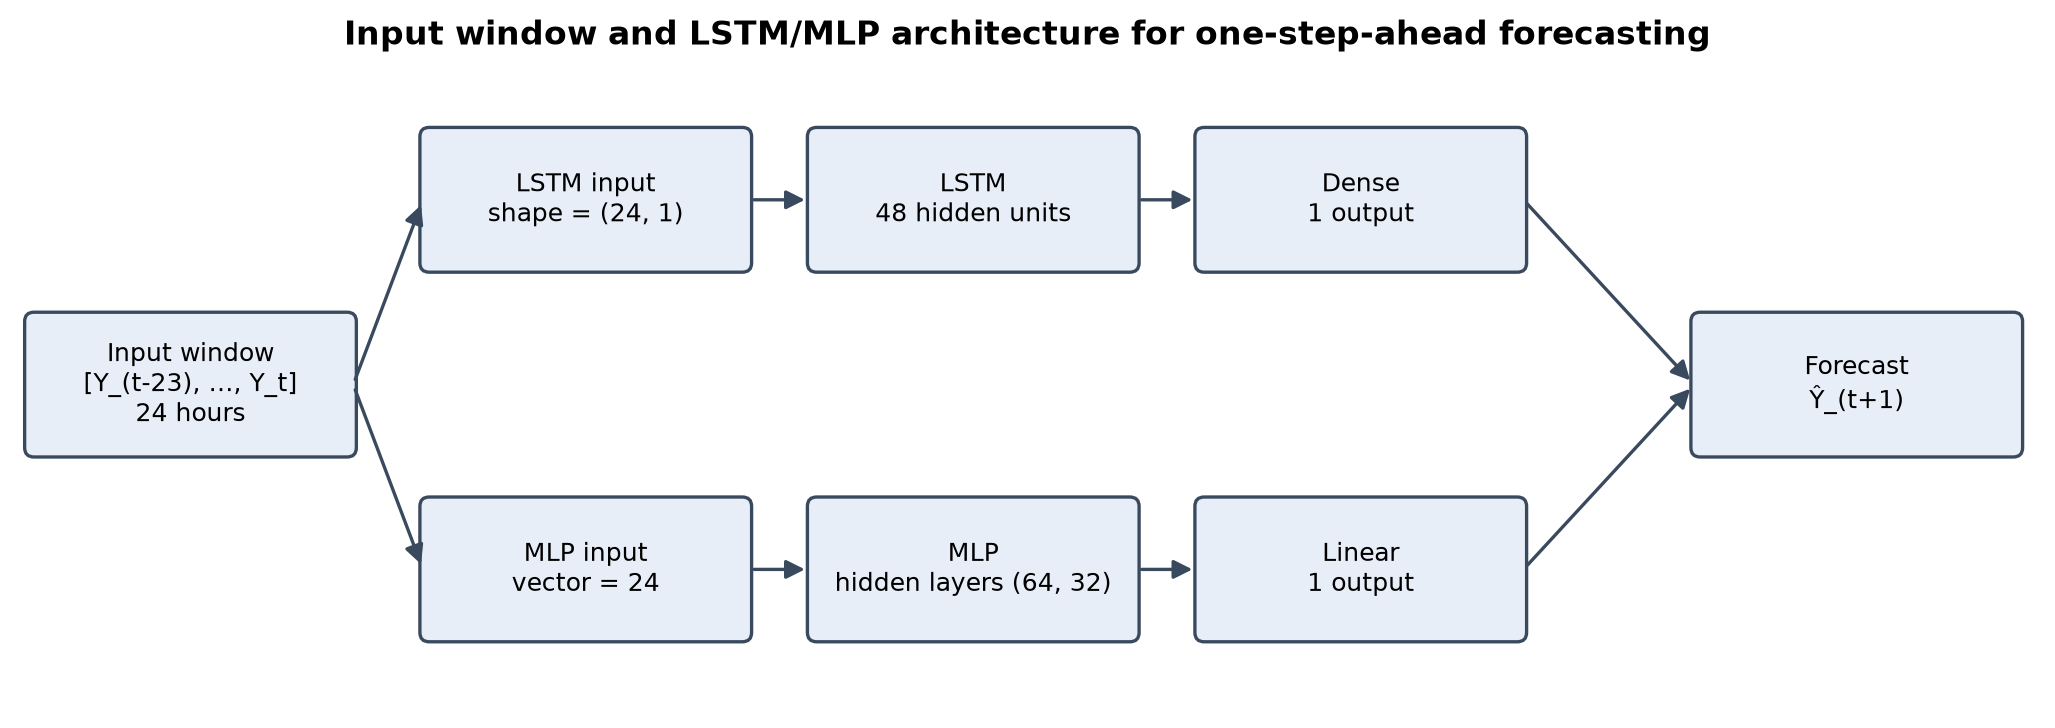 Input window and LSTM/MLP architecture for one-step-ahead forecasting
LSTM input
shape = (24, 1)
LSTM
48 hidden units
Dense
1 output
Input window
[Y_(t-23), ..., Y_t]
24 hours
Forecast
Ŷ_(t+1)
MLP input
vector = 24
MLP
hidden layers (64, 32)
Linear
1 output